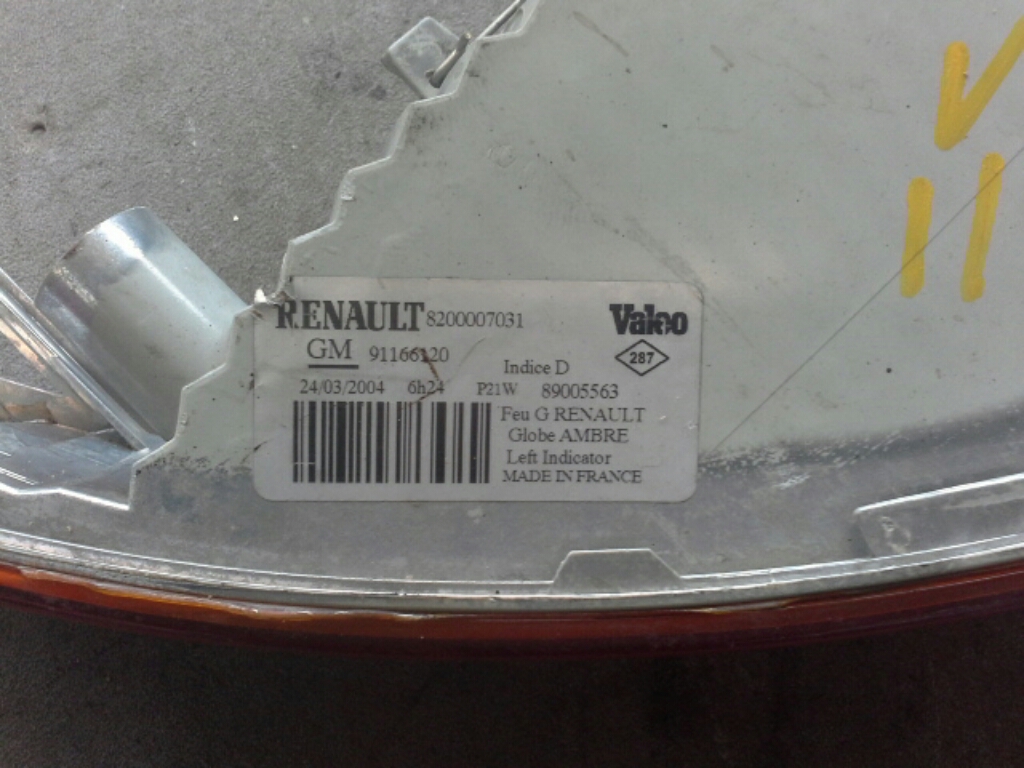 V
11
RENAULT 8200007031 Valeo
GM 91166120 287
Indice D
24/03/2004 6h24 P21W 89005563
Feu G RENAULT
Globe AMBRE
Left Indicator
MADE IN FRANCE